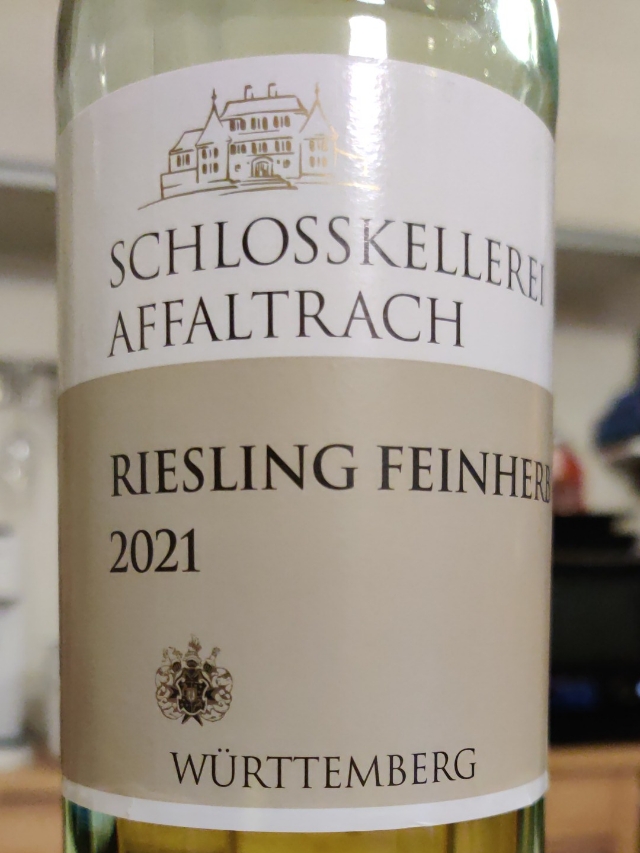 SCHLOSSKELLEREI
AFFALTRACH
RIESLING FEINHERB
2021
WÜRTTEMBERG